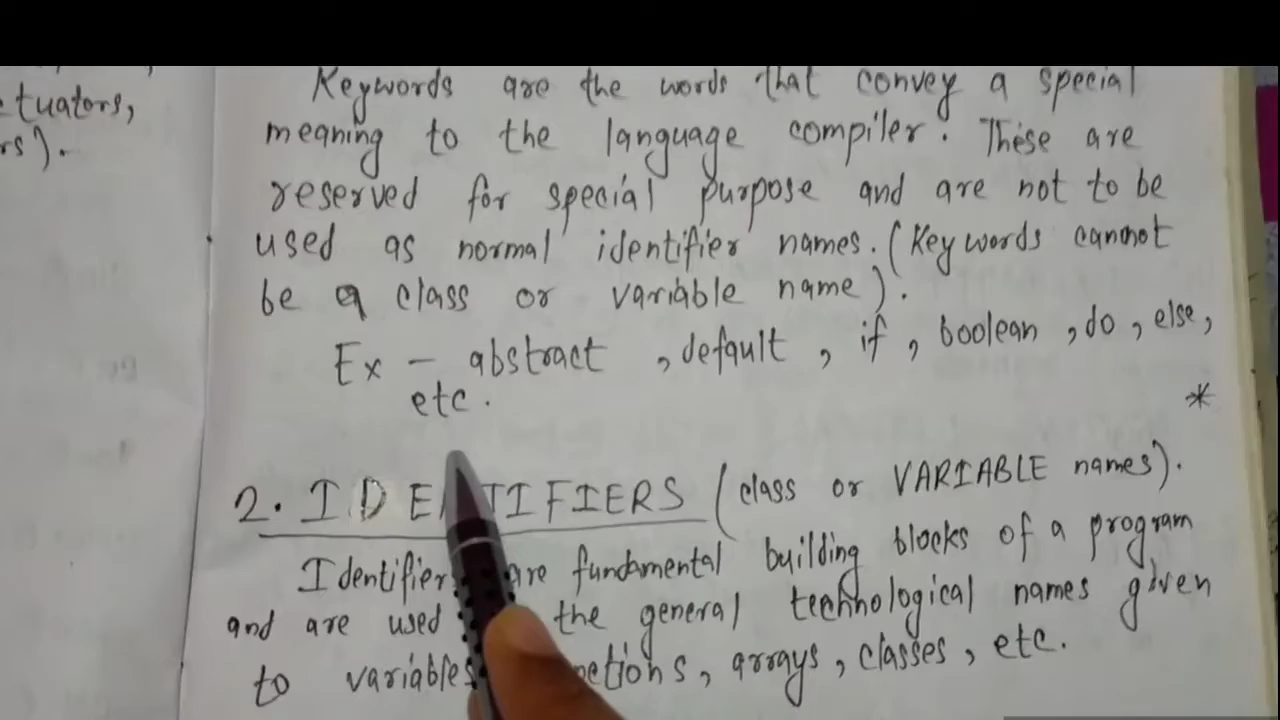 tuators,
rs).
Keywords are the words that convey a special
meaning to the language compiler. These are
reserved for special purpose and are not to be
used as normal identifier names. (Keywords cannot
be a class or variable name).
Ex - abstract, default, if, boolean, do, else,
etc.
*
2. IDE TIFIERS (class or VARIABLE names).
Identifier are fundamental building blocks of a program
and are used the general technological names given
to variables nctions, arrays, classes, etc.